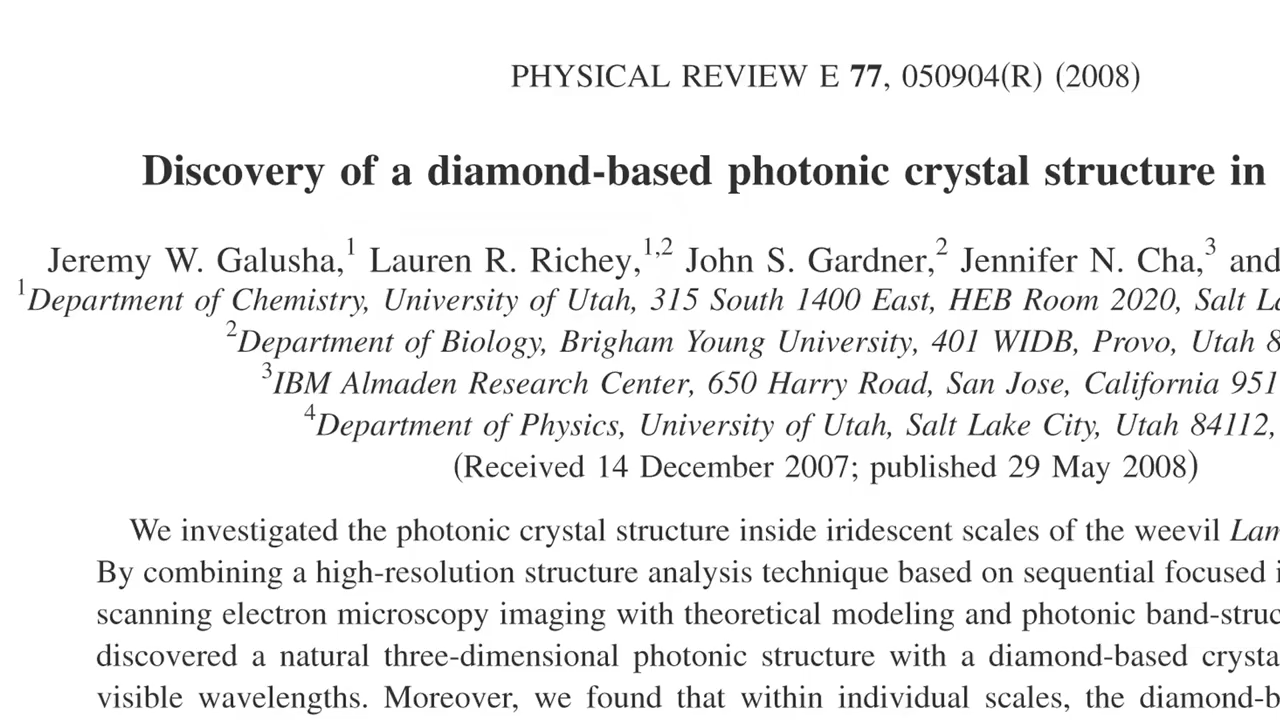 PHYSICAL REVIEW E 77, 050904(R) (2008)
Discovery of a diamond-based photonic crystal structure in
Jeremy W. Galusha,1 Lauren R. Richey,1,2 John S. Gardner,2 Jennifer N. Cha,3 and
1Department of Chemistry, University of Utah, 315 South 1400 East, HEB Room 2020, Salt
2Department of Biology, Brigham Young University, 401 WIDB, Provo, Utah 8
3IBM Almaden Research Center, 650 Harry Road, San Jose, California 951
4Department of Physics, University of Utah, Salt Lake City, Utah 84112,
(Received 14 December 2007; published 29 May 2008)
We investigated the photonic crystal structure inside iridescent scales of the weevil
By combining a high-resolution structure analysis technique based on sequential focused
scanning electron microscopy imaging with theoretical modeling and photonic band-struc
discovered a natural three-dimensional photonic structure with a diamond-based crysta
visible wavelengths. Moreover, we found that within individual scales, the diamond-b